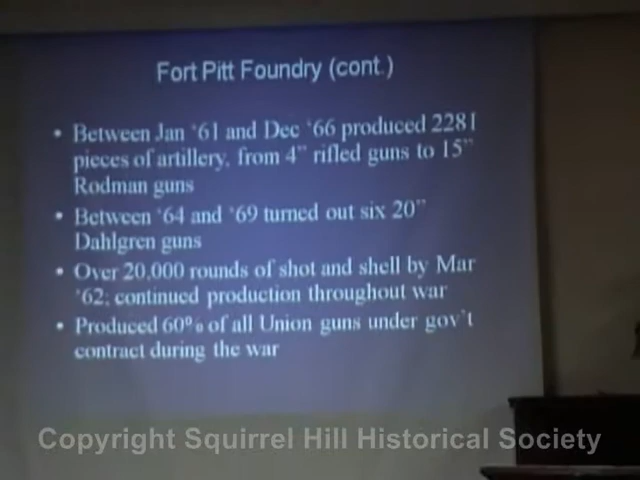 Fort Pitt Foundry (cont.)
• Between Jan '61 and Dec '66 produced 2281
pieces of artillery, from 4" rifled guns to 15"
Rodman guns
• Between '64 and '69 turned out six 20"
Dahlgren guns
• Over 20,000 rounds of shot and shell by Mar
'62; continued production throughout war
• Produced 60% of all Union guns under gov't
contract during the war
Copyright Squirrel Hill Historical Society